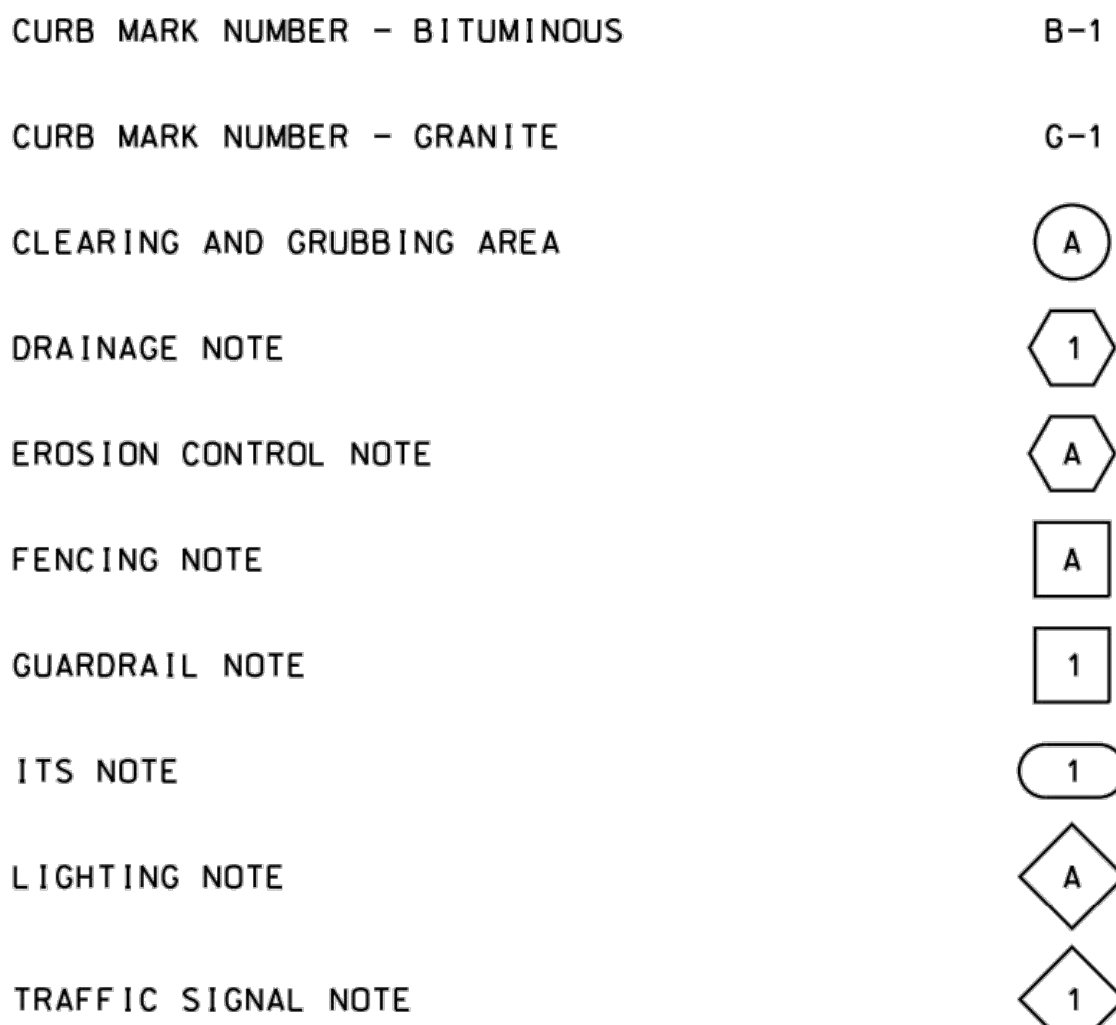 CURB MARK NUMBER - BITUMINOUS B-1
CURB MARK NUMBER - GRANITE G-1
CLEARING AND GRUBBING AREA A
DRAINAGE NOTE 1
EROSION CONTROL NOTE A
FENCING NOTE A
GUARDRAIL NOTE 1
ITS NOTE 1
LIGHTING NOTE A
TRAFFIC SIGNAL NOTE 1